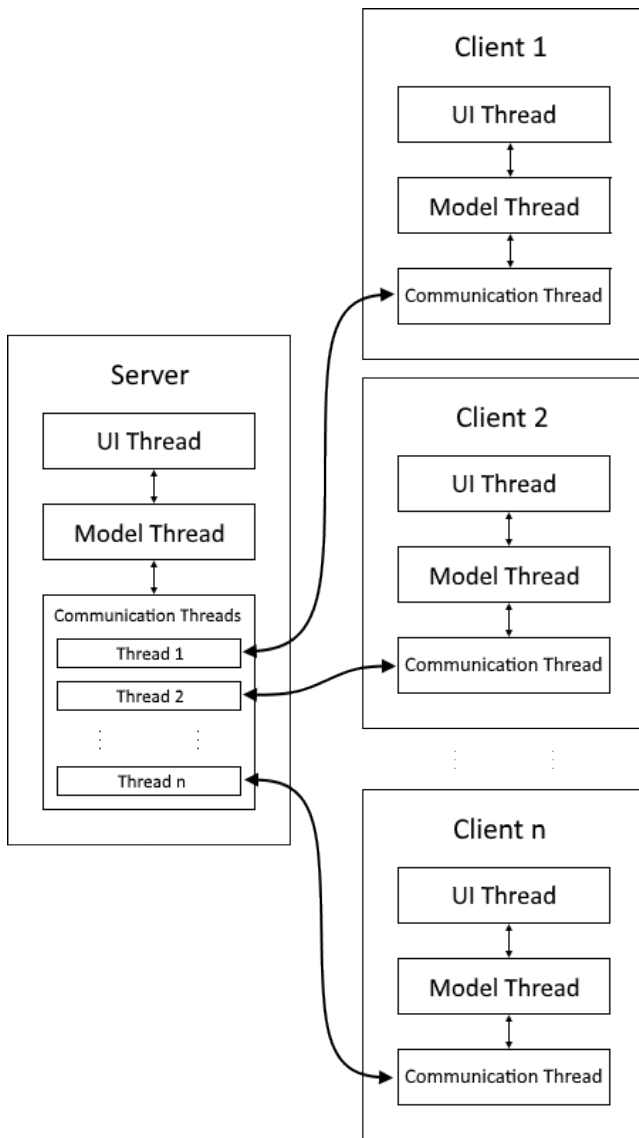 Client 1
UI Thread
Model Thread
Communication Thread
Server
UI Thread
Model Thread
Communication Threads
Thread 1
Thread 2
Thread n
Client 2
UI Thread
Model Thread
Communication Thread
Client n
UI Thread
Model Thread
Communication Thread